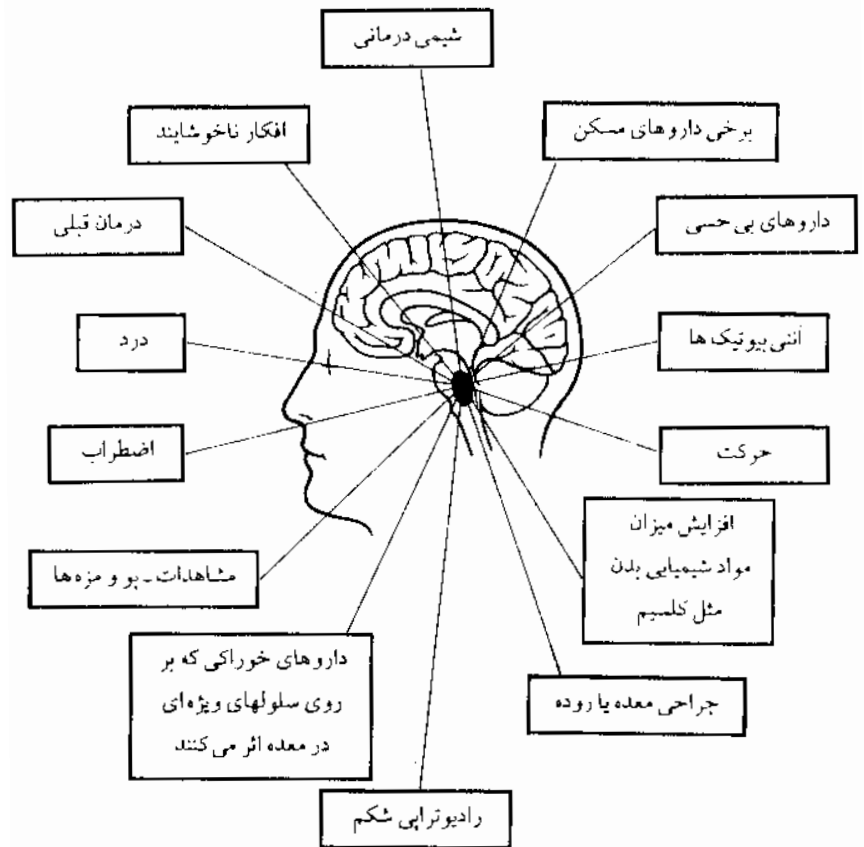 شیمی درمانی
برخی داروهای مسکن
افکار ناخوشایند
داروهای بی حسی
درمان قبلی
آنتی بیوتیک ها
درد
حرکت
اضطراب
افزایش میزان
مواد شیمیایی بدن
مثل کلسیم
مشاهدات - بو و مزه ها
داروهای خوراکی که بر
روی سلولهای ویژه ای
در معده اثر می کنند
جراحی معده یا روده
رادیوتراپی شکم